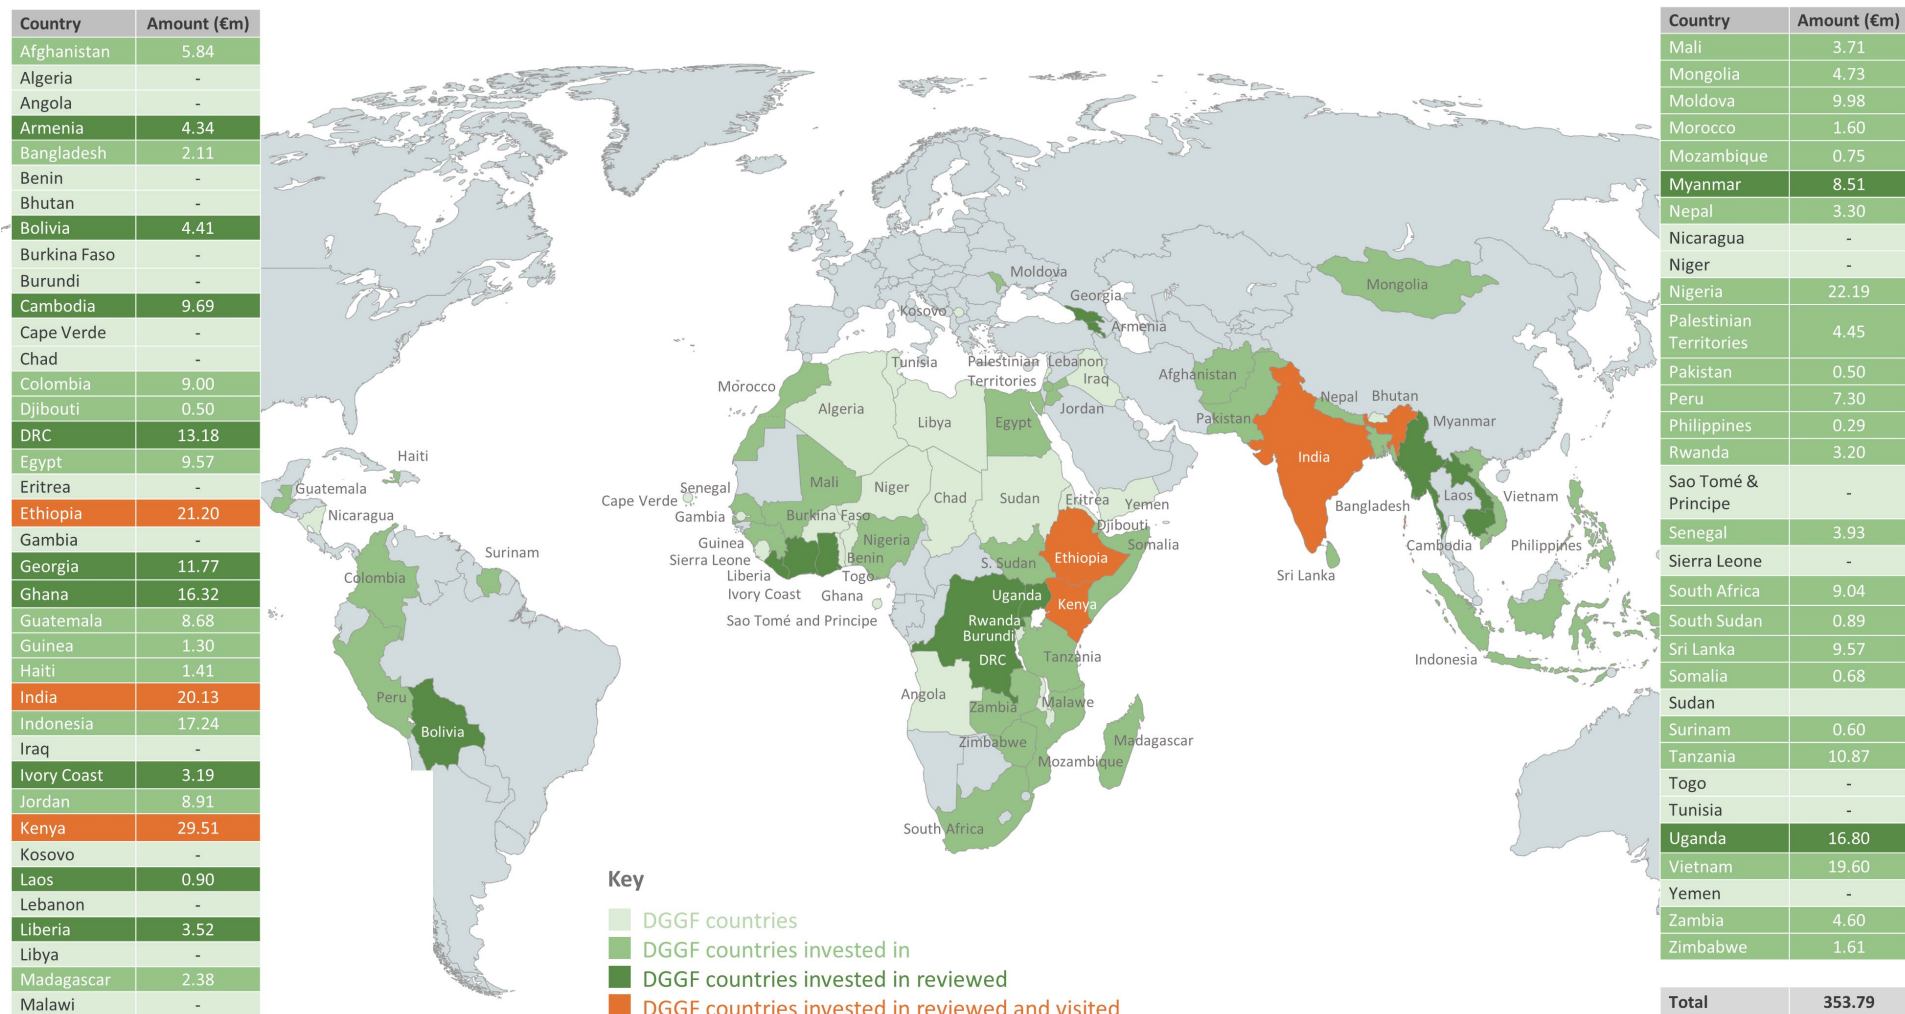 Country Amount (€m)
Afghanistan 5.84
Algeria -
Angola -
Armenia 4.34
Bangladesh 2.11
Benin -
Bhutan -
Bolivia 4.41
Burkina Faso -
Burundi -
Cambodia 9.69
Cape Verde -
Chad -
Colombia 9.00
Djibouti 0.50
DRC 13.18
Egypt 9.57
Eritrea -
Ethiopia 21.20
Gambia -
Georgia 11.77
Ghana 16.32
Guatemala 8.68
Guinea 1.30
Haiti 1.41
India 20.13
Indonesia 17.24
Iraq -
Ivory Coast 3.19
Jordan 8.91
Kenya 29.51
Kosovo -
Laos 0.90
Lebanon -
Liberia 3.52
Libya -
Madagascar 2.38
Malawi -
Moldova
Mongolia
Georgia
Kosovo
Armenia
Tunisia
Palestinian
Territories
Lebanon
Iraq
Afghanistan
Morocco
Algeria
Libya
Egypt
Jordan
Pakistan
Nepal
Bhutan
Myanmar
India
Haiti
Guatemala
Nicaragua
Surinam
Colombia
Peru
Bolivia
Cape Verde
Senegal
Gambia
Mali
Niger
Chad
Sudan
Eritrea
Yemen
Burkina Faso
Djibouti
Guinea
Nigeria
Somalia
Sierra Leone
Benin
S. Sudan
Ethiopia
Liberia
Togo
Ivory Coast
Ghana
Uganda
Kenya
Sao Tomé and Principe
Rwanda
Burundi
DRC
Tanzania
Angola
Zambia
Malawe
Zimbabwe
Madagascar
Mozambique
South Africa
Bangladesh
Laos
Vietnam
Cambodia
Philippines
Sri Lanka
Indonesia
Key
DGGF countries
DGGF countries invested in
DGGF countries invested in reviewed
DGGF countries invested in reviewed and visited
Country Amount (€m)
Mali 3.71
Mongolia 4.73
Moldova 9.98
Morocco 1.60
Mozambique 0.75
Myanmar 8.51
Nepal 3.30
Nicaragua -
Niger -
Nigeria 22.19
Palestinian
Territories 4.45
Pakistan 0.50
Peru 7.30
Philippines 0.29
Rwanda 3.20
Sao Tomé &
Principe -
Senegal 3.93
Sierra Leone -
South Africa 9.04
South Sudan 0.89
Sri Lanka 9.57
Somalia 0.68
Sudan
Surinam 0.60
Tanzania 10.87
Togo -
Tunisia -
Uganda 16.80
Vietnam 19.60
Yemen -
Zambia 4.60
Zimbabwe 1.61
Total 353.79